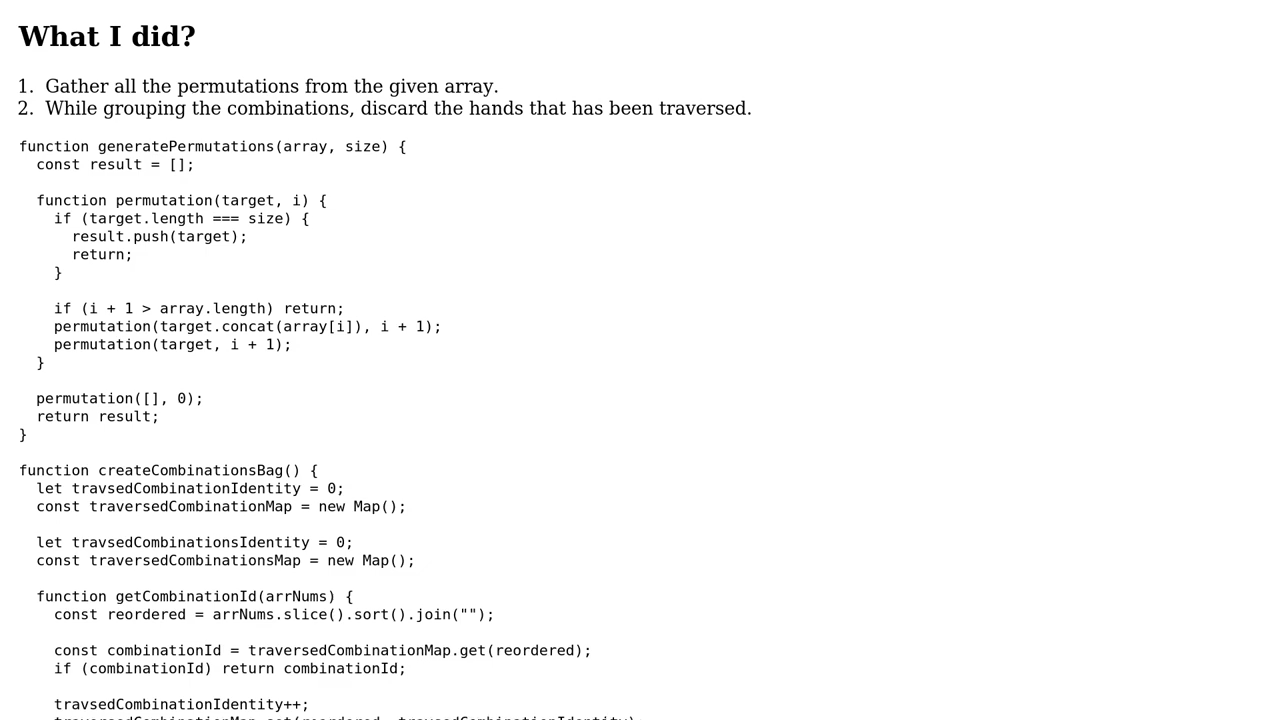 What I did?
1. Gather all the permutations from the given array.
2. While grouping the combinations, discard the hands that has been traversed.
function generatePermutations(array, size) {
  const result = [];
  function permutation(target, i) {
    if (target.length === size) {
      result.push(target);
      return;
    }
    if (i + 1 > array.length) return;
    permutation(target.concat(array[i]), i + 1);
    permutation(target, i + 1);
  }
  permutation([], 0);
  return result;
}
function createCombinationsBag() {
  let travsedCombinationIdentity = 0;
  const traversedCombinationMap = new Map();
  let travsedCombinationsIdentity = 0;
  const traversedCombinationsMap = new Map();
  function getCombinationId(arrNums) {
    const reordered = arrNums.slice().sort().join("");
    const combinationId = traversedCombinationMap.get(reordered);
    if (combinationId) return combinationId;
    travsedCombinationIdentity++;